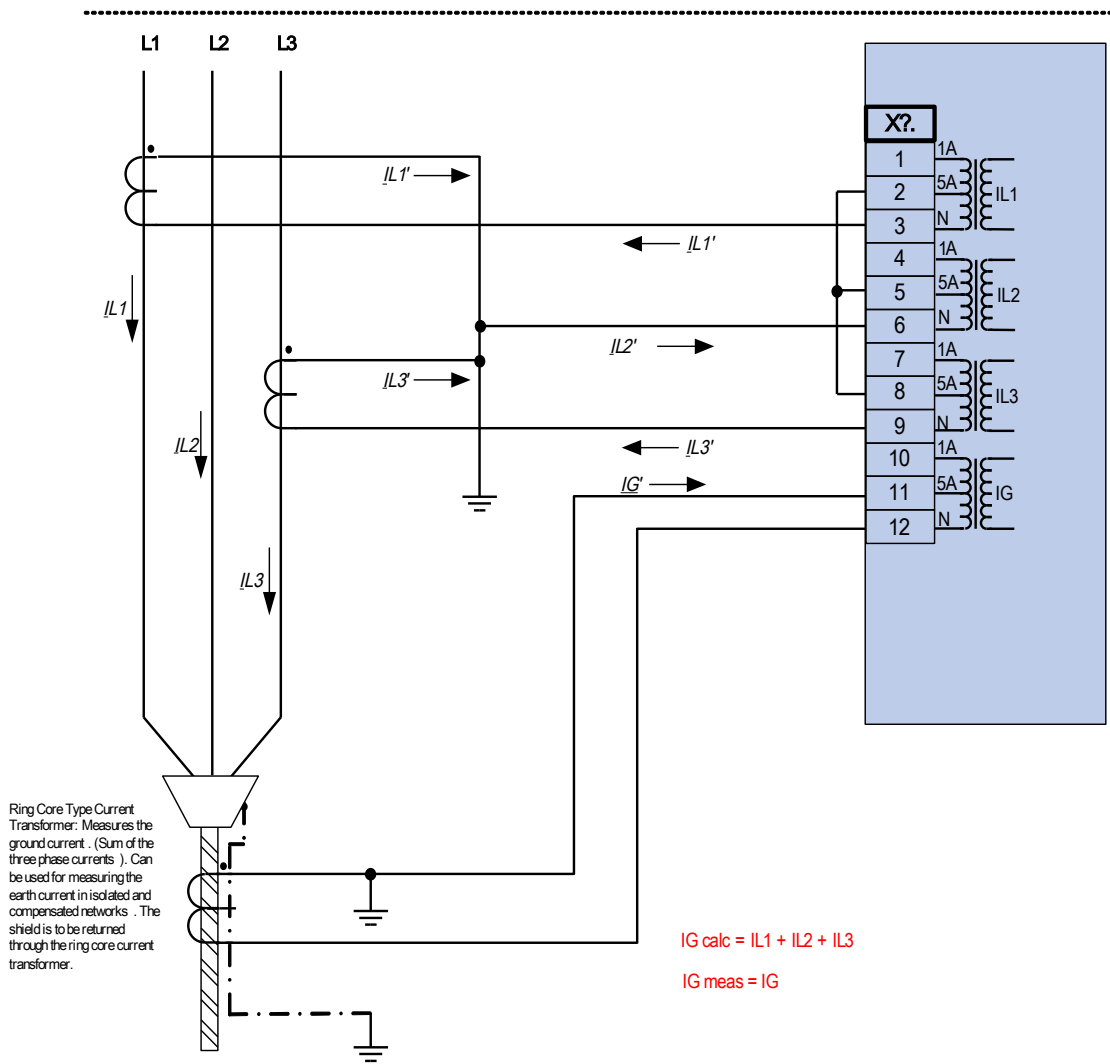 L1 L2 L3
X?.
1 1A
2 5A IL1
3 N
4 1A
5 5A IL2
6 N
7 1A
8 5A IL3
9 N
10 1A
11 5A IG
12 N
IL1'
IL1'
IL1
IL2'
IL3'
IL2
IL3'
IG'
IL3
Ring Core Type Current
Transformer: Measures the
ground current . (Sum of the
three phase currents ). Can
be used for measuring the
earth current in isolated and
compensated networks . The
shield is to be returned
through the ring core current
transformer.
IG calc = IL1 + IL2 + IL3
IG meas = IG